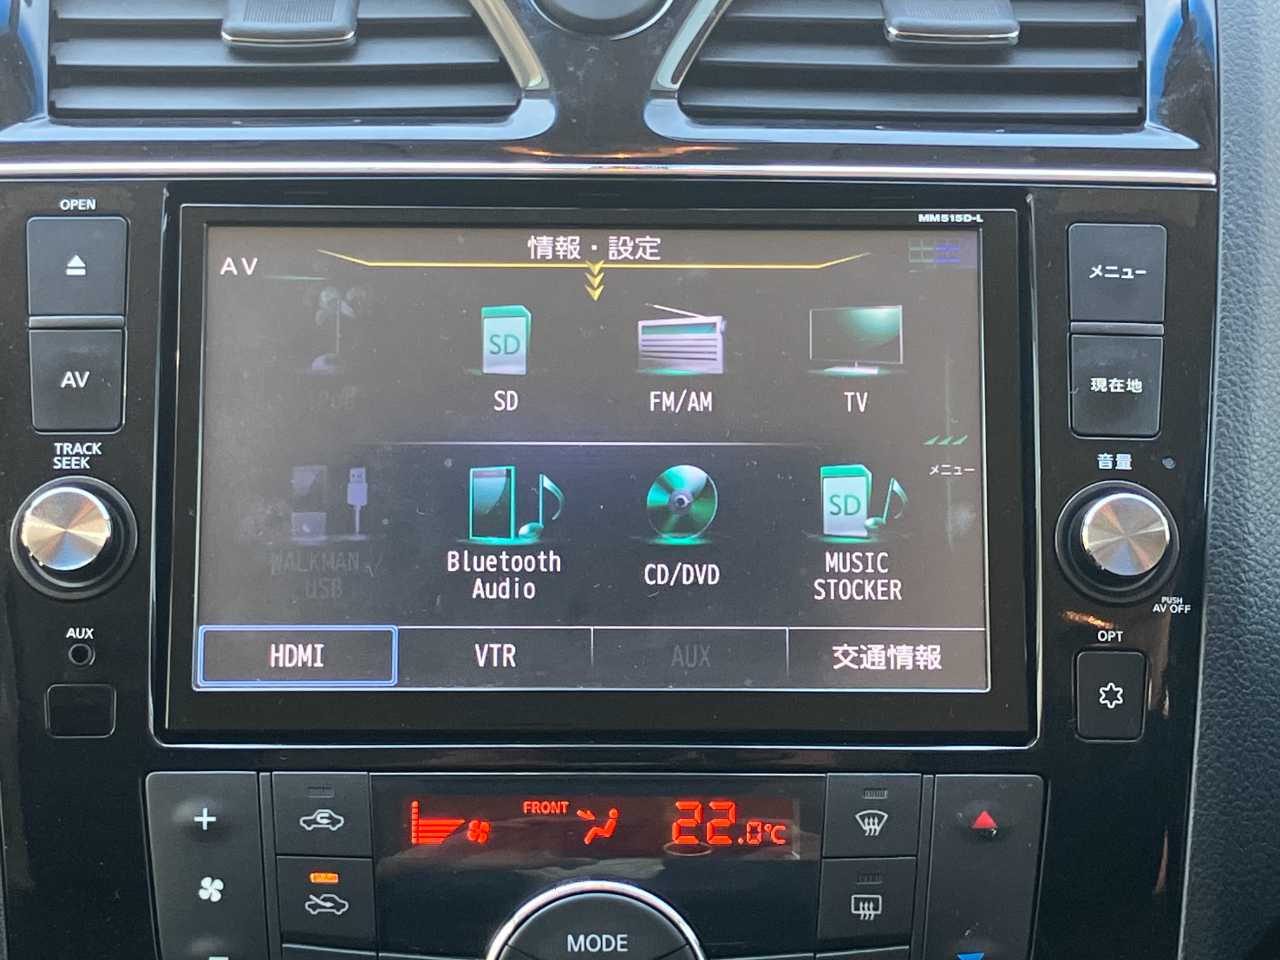 OPEN
MM515D-L
情報・設定
AV
メニュー
SD
SD
FM/AM
TV
AV
現在地
TRACK
SEEK
音量
メニュー
SD
WALKMAN
USB
Bluetooth
Audio
CD/DVD
MUSIC
STOCKER
PUSH
AV OFF
AUX
OPT
HDMI
VTR
AUX
交通情報
FRONT
22.0℃
MODE